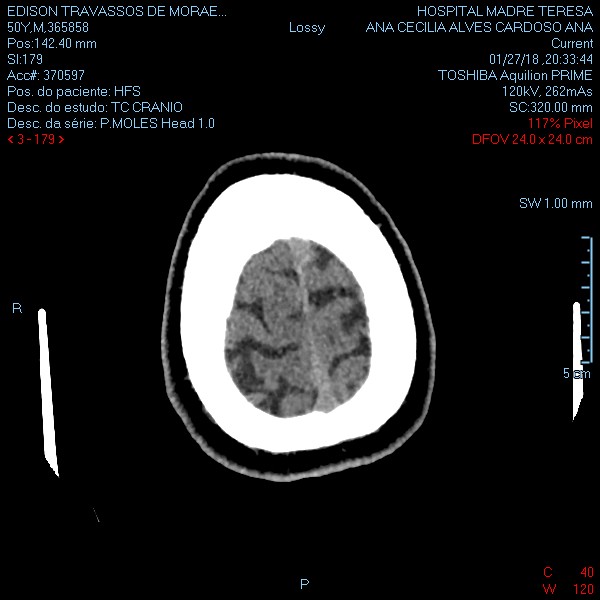 EDISON TRAVASSOS DE MORAE...
50Y,M,365858
Pos:142.40 mm
SI:179
Acc#: 370597
Pos. do paciente: HFS
Desc. do estudo: TC CRANIO
Desc. da série: P.MOLES Head 1.0
< 3 - 179 >
Lossy
HOSPITAL MADRE TERESA
ANA CECILIA ALVES CARDOSO ANA
Current
01/27/18 ,20:33:44
TOSHIBA Aquilion PRIME
120kV, 262mAs
SC:320.00 mm
117% Pixel
DFOV 24.0 x 24.0 cm
SW 1.00 mm
R
5 cm
P
C 40
W 120